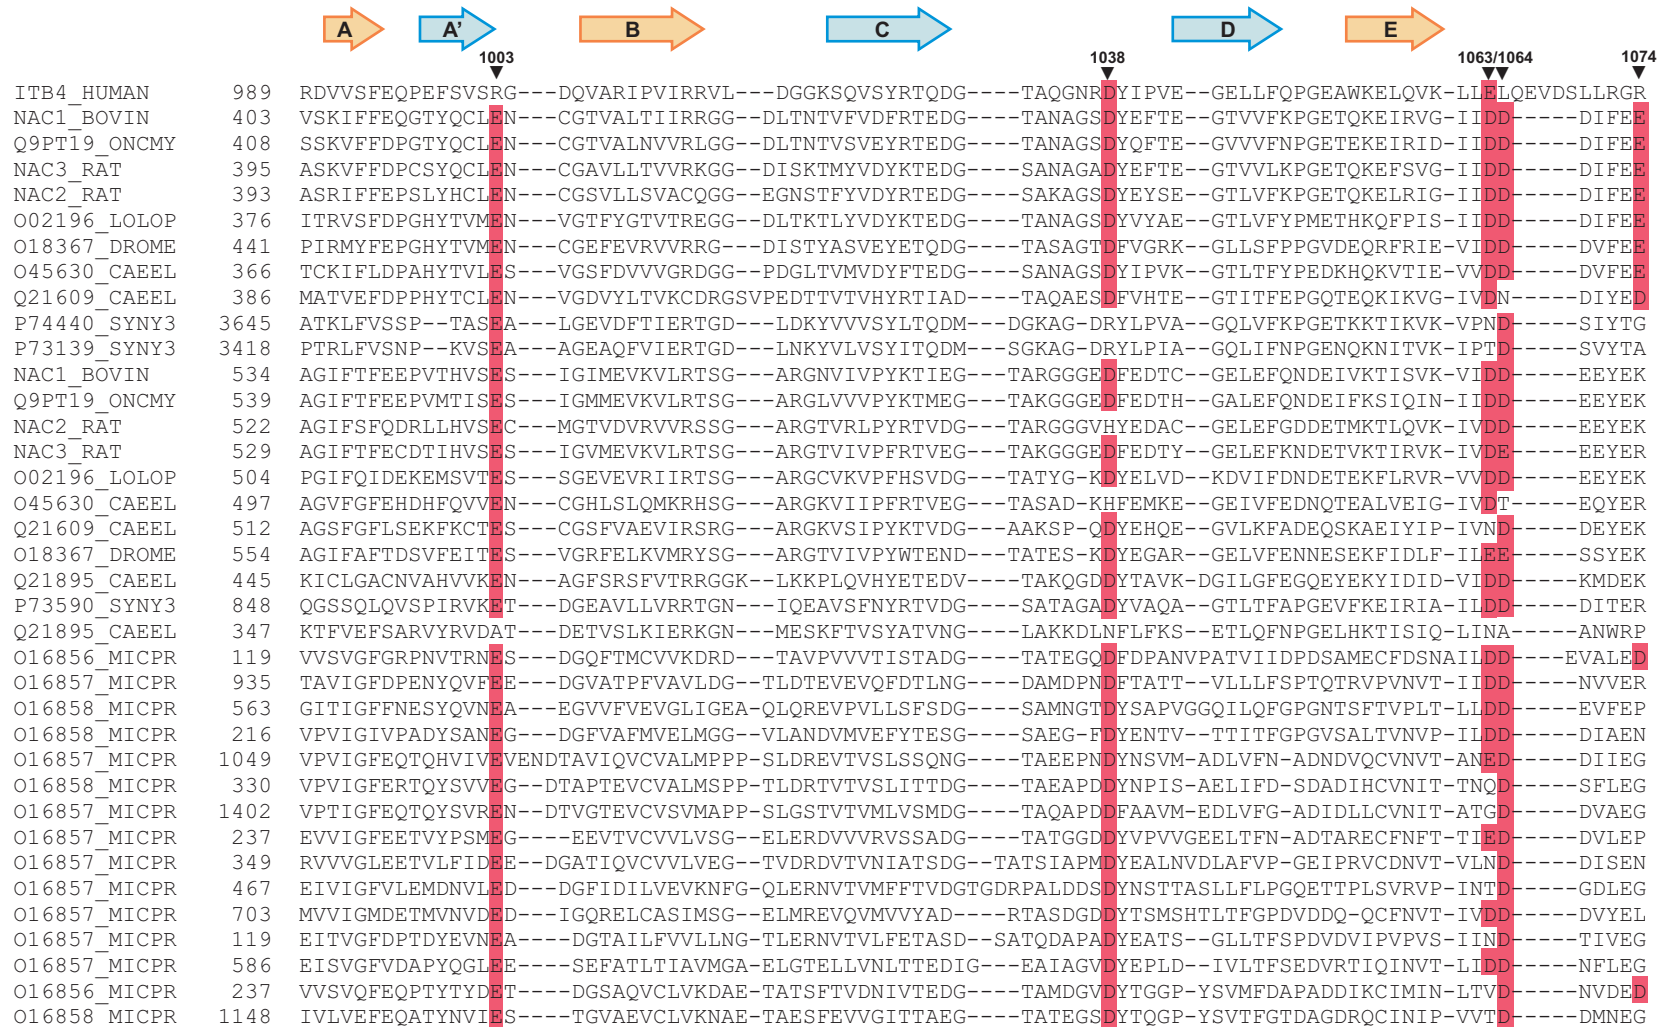 A A’ B C D E
1003 1038 1063/1064 1074
ITB4_HUMAN 989 RDVVSFEQPEFSVSRG---DQVARIPVIRRVL---DGGKSQVSYRTQDG----TAQGNRDYIPVE--GELLFQPGEAWKELQVK-LLELQEVDSLLRGR
NAC1_BOVIN 403 VSKIFFEQGTYQCLEN---CGTVALTIIRRGG--DLTNTVFVDFRTEDG----TANAGSDYEFTE--GTVVFKPGETQKEIRVG-IIDD-----DIFEE
Q9PT19_ONCMY 408 SSKVFFDPGTYQCLEN---CGTVALNVVRLGG--DLTNTVSVEYRTEDG----TANAGSDYQFTE--GVVVFNPGETEKEIRID-IIDD-----DIFEE
NAC3_RAT 395 ASKVFFDPCSYQCLEN---CGAVLLTVVRKGG--DISKTMYVDYKTEDG----SANAGADYEFTE--GTVVLKPGETQKEFSVG-IIDD-----DIFEE
NAC2_RAT 393 ASRIFFEPSLYHCLEN---CGSVLLSVACQGG--EGNSTFYVDYRTEDG----SAKAGSDYEYSE--GTLVFKPGETQKELRIG-IIDD-----DIFEE
O02196_LOLOP 376 ITRVSFDPGHYTVMEN---VGTFYGTVTREGG--DLTKTLYVDYKTEDG----TANAGSDYVYAE--GTLVFYPMETHKQFPIS-IIDD-----DIFEE
O18367_DROME 441 PIRMYFEPGHYTVMEN---CGEFEVRVVRRG---DISTYASVEYETQDG----TASAGTDFVGRK--GLLSFPPGVDEQRFRIE-VIDD-----DVFEE
O45630_CAEEL 366 TCKIFLDPAHYTVLES---VGSFDVVVGRDGG--PDGLTVMVDYFTEDG----SANAGSDYIPVK--GTLTFYPEDKHQKVTIE-VVDD-----DVFEE
Q21609_CAEEL 386 MATVEFDPPHYTCLEN---VGDVYLTVKCDRGSVPEDTTVTVHYRTIAD----TAQAESDFVHTE--GTITFEPGQTEQKIKVG-IVDN-----DIYED
P74440_SYNY3 3645 ATKLFVSSP--TASEA---LGEVDFTIERTGD--LDKYVVVSYLTQDM---DGKAG-DRYLPVA--GQLVFKPGETKKTIKVK-VPND-----SIYTG
P73139_SYNY3 3418 PTRLFVSNP--KVSEA---AGEAQFVIERTGD--LNKYVLVSYITQDM---SGKAG-DRYLPIA--GQLIFNPGENQKNITVK-IPTD-----SVYTA
NAC1_BOVIN 534 AGIFTFEEPVTHVSES---IGIMEVKVLRTSG--ARGNVIVPYKTIEG----TARGGGEDFEDTC--GELEFQNDEIVKTISVK-VIDD-----EEYEK
Q9PT19_ONCMY 539 AGIFTFEEPVMTISES---IGMMEVKVLRTSG--ARGLVVVPYKTMEG----TAKGGGEDFEDTH--GALEFQNDEIFKSIQIN-IIDD-----EEYEK
NAC2_RAT 522 AGIFSFQDRLLHVSEC---MGTVDVRVVRSSG--ARGTVRLPYRTVDG----TARGGGVHYEDAC--GELEFGDDETMKTLQVK-IVDD-----EEYEK
NAC3_RAT 529 AGIFTFECDTIHVSES---IGVMEVKVLRTSG--ARGTVIVPFRTVEG----TAKGGGEDFEDTY--GELEFKNDETVKTIRVK-IVDE-----EEYER
O02196_LOLOP 504 PGIFQIDEKEMSVTES---SGEVEVRIIRTSG--ARGCVKVPFHSVDG----TATYG-KDYELVD--KDVIFDNDETEKFLRVR-VVDD-----EEYEK
O45630_CAEEL 497 AGVFGFEHDHFQVVEN---CGHLSLQMKRHSG--ARGKVIIPFRTVEG----TASAD-KHFEMKE--GEIVFEDNQTEALVEIG-IVDT-----EQYER
Q21609_CAEEL 512 AGSFGFLSEKFKCTES---CGSFVAEVIRSRG--ARGKVSIPYKTVDG----AAKSP-QDYEHQE--GVLKFADEQSKAEIYIP-IVND-----DEYEK
O18367_DROME 554 AGIFAFTDSVFEITES---VGRFELKVMRYSG--ARGTVIVPYWTEND----TATES-KDYEGAR--GELVFENNESEKFIDLF-ILEE-----SSYEK
Q21895_CAEEL 445 KICLGACNVAHVVKEN---AGFSRSFVTRRGGK--LKKPLQVHYETEDV----TAKQGDDYTAVK-DGILGFEGQEYEKYIDID-VIDD-----KMDEK
P73590_SYNY3 848 QGSSQLQVSPIRVKET---DGEAVLLVRRTGN---IQEAVSFNYRTVDG----SATAGADYVAQA--GTLTFAPGEVFKEIRIA-ILDD-----DITER
Q21895_CAEEL 347 KTFVEFSARVYRVDAT---DETVSLKIERKGN---MESKFTVSYATVNG----LAKKDLNFLFKS--ETLQFNPGELHKTISIQ-LINA-----ANWRP
O16856_MICPR 119 VVSVGFGRPNVTRNES---DGQFTMCVVKDRD---TAVPVVVTISTADG----TATEGQDFDPANVPATVIIDPDSAMECFDSNAILDD----EVALED
O16857_MICPR 935 TAVIGFDPENYQVFEE---DGVATPFVAVLDG--TLDTEVEVQFDTLNG----DAMDPNDFTATT--VLLLFSPTQTRVPVNVT-IIDD-----NVVER
O16858_MICPR 563 GITIGFFNESYQVNEA---EGVVFVEVGLIGEA-QLQREVPVLLSFSDG----SAMNGTDYSAPVGGQILQFGPGNTSFTVPLT-LLDD-----EVFEP
O16858_MICPR 216 VPVIGIVPADYSANEG---DGFVAFMVELMGG--VLANDVMVEFYTESG----SAEG-FDYENTV--TTITFGPGVSALTVNVP-ILDD-----DIAEN
O16857_MICPR 1049 VPVIGFEQTQHVIVEVENDTAVIQVCVALMPPP-SLDREVTVSLSSQNG----TAEEPNDYNSVM-ADLVFN-ADNDVQCVNVT-ANED-----DIIEG
O16858_MICPR 330 VPVIGFERTQYSVVEG--DTAPTEVCVALMSPP-TLDRTVTVSLITTDG----TAEAPDDYNPIS-AELIFD-SDADIHCVNIT-TNQD-----SFLEG
O16857_MICPR 1402 VPTIGFEQTQYSVREN--DTVGTEVCVSVMAPP-SLGSTVTVMLVSMDG----TAQAPDDFAAVM-EDLVFG-ADIDLLCVNIT-ATGD-----DVAEG
O16857_MICPR 237 EVVIGFEETVYPSMEG---EEVTVCVVLVSG--ELERDVVVRVSSADG----TATGGDDYVPVVGEELTFN-ADTARECFNFT-TIED-----DVLEP
O16857_MICPR 349 RVVVGLEETVLFIDEE--DGATIQVCVVLVEG--TVDRDVTVNIATSDG--TATSIAPMDYEALNVDLAFVP-GEIPRVCDNVT-VLND-----DISEN
O16857_MICPR 467 EIVIGFVLEMDNVLED---DGFIDILVEVKNFG-QLERNVTVMFFTVDGTGDRPALDDSDYNSTTASLLFLPGQETTPLSVRVP-INTD-----GDLEG
O16857_MICPR 703 MVVIGMDETMVNVDED---IGQRELCASIMSG--ELMREVQVMVVYAD----RTASDGDDYTSMSHTLTFGPDVDDQ-QCFNVT-IVDD-----DVYEL
O16857_MICPR 119 EITVGFDPTDYEVNEA---DGTAILFVVLLNG-TLERNVTVLFETASD--SATQDAPADYEATS--GLLTFSPDVDVIPVPVS-IIND-----TIVEG
O16857_MICPR 586 EISVGFVDAPYQGLEE---SEFATLTIAVMGA-ELGTELLVNLTTEDIG---EAIAGVDYEPLD--IVLTFSEDVRTIQINVT-LIDD-----NFLEG
O16856_MICPR 237 VVSVQFEQPTYTYDET---DGSAQVCLVKDAE-TATSFTVDNIVTEDG----TAMDGVDYTGGP-YSVMFDAPADDIKCIMIN-LTVD-----NVDED
O16858_MICPR 1148 IVLVEFEQATYNVIES---TGVAEVCLVKNAE-TAESFEVVGITTAEG----TATEGSDYTQGP-YSVTFGTDAGDRQCINIP-VVTD-----DMNEG